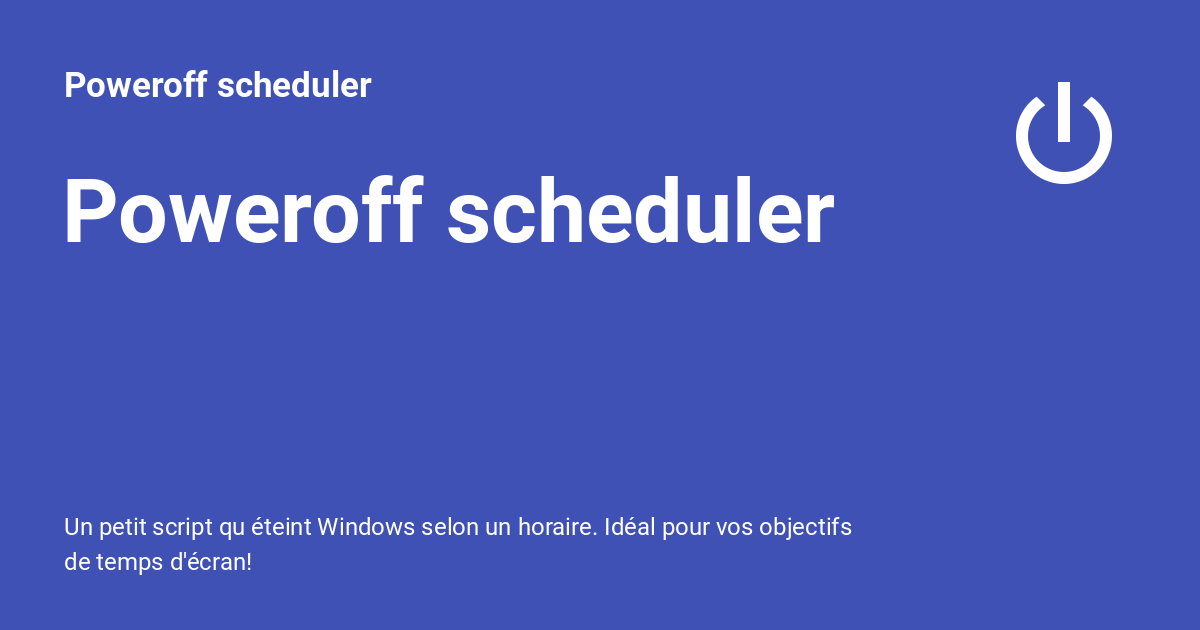 Poweroff scheduler
Poweroff scheduler
Un petit script qu éteint Windows selon un horaire. Idéal pour vos objectifs
de temps d'écran!